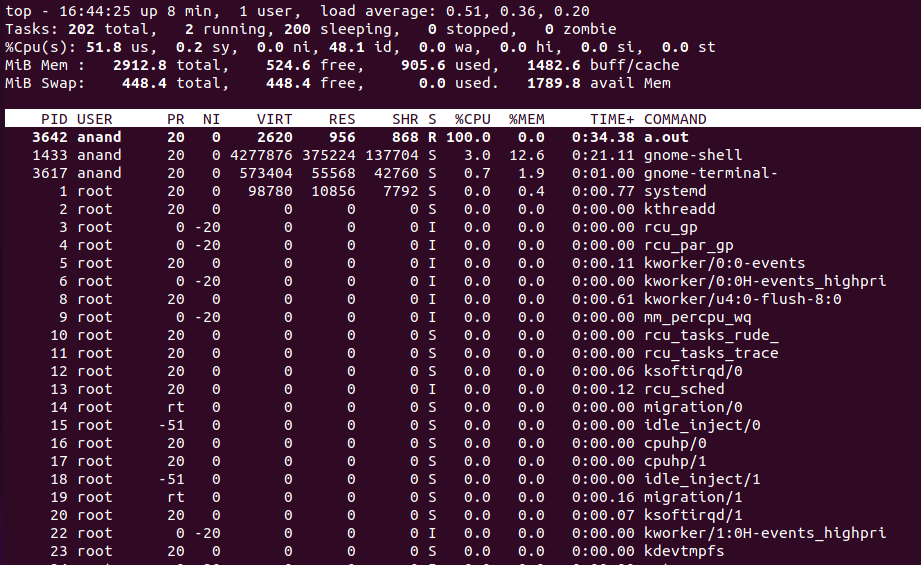 top - 16:44:25 up 8 min,  1 user,  load average: 0.51, 0.36, 0.20
Tasks: 202 total,   2 running, 200 sleeping,   0 stopped,   0 zombie
%Cpu(s): 51.8 us,  0.2 sy,  0.0 ni, 48.1 id,  0.0 wa,  0.0 hi,  0.0 si,  0.0 st
MiB Mem :   2912.8 total,    524.6 free,    905.6 used,   1482.6 buff/cache
MiB Swap:    448.4 total,    448.4 free,      0.0 used.   1789.8 avail Mem
PID USER      PR  NI    VIRT    RES    SHR S  %CPU  %MEM     TIME+ COMMAND
3642 anand     20   0    2620    956    868 R 100.0   0.0   0:34.38 a.out
1433 anand     20   0 4277876 375224 137704 S   3.0  12.6   0:21.11 gnome-shell
3617 anand     20   0  573404  55568  42760 S   0.7   1.9   0:01.00 gnome-terminal-
1 root      20   0   98780  10856   7792 S   0.0   0.4   0:00.77 systemd
2 root      20   0       0      0      0 S   0.0   0.0   0:00.00 kthreadd
3 root       0 -20       0      0      0 I   0.0   0.0   0:00.00 rcu_gp
4 root       0 -20       0      0      0 I   0.0   0.0   0:00.00 rcu_par_gp
5 root      20   0       0      0      0 I   0.0   0.0   0:00.11 kworker/0:0-events
6 root       0 -20       0      0      0 I   0.0   0.0   0:00.00 kworker/0:0H-events_highpri
8 root      20   0       0      0      0 I   0.0   0.0   0:00.61 kworker/u4:0-flush-8:0
9 root       0 -20       0      0      0 I   0.0   0.0   0:00.00 mm_percpu_wq
10 root      20   0       0      0      0 S   0.0   0.0   0:00.00 rcu_tasks_rude_
11 root      20   0       0      0      0 S   0.0   0.0   0:00.00 rcu_tasks_trace
12 root      20   0       0      0      0 S   0.0   0.0   0:00.06 ksoftirqd/0
13 root      20   0       0      0      0 I   0.0   0.0   0:00.12 rcu_sched
14 root      rt   0       0      0      0 S   0.0   0.0   0:00.00 migration/0
15 root     -51   0       0      0      0 S   0.0   0.0   0:00.00 idle_inject/0
16 root      20   0       0      0      0 S   0.0   0.0   0:00.00 cpuhp/0
17 root      20   0       0      0      0 S   0.0   0.0   0:00.00 cpuhp/1
18 root     -51   0       0      0      0 S   0.0   0.0   0:00.00 idle_inject/1
19 root      rt   0       0      0      0 S   0.0   0.0   0:00.16 migration/1
20 root      20   0       0      0      0 S   0.0   0.0   0:00.07 ksoftirqd/1
22 root       0 -20       0      0      0 I   0.0   0.0   0:00.00 kworker/1:0H-events_highpri
23 root      20   0       0      0      0 S   0.0   0.0   0:00.00 kdevtmpfs